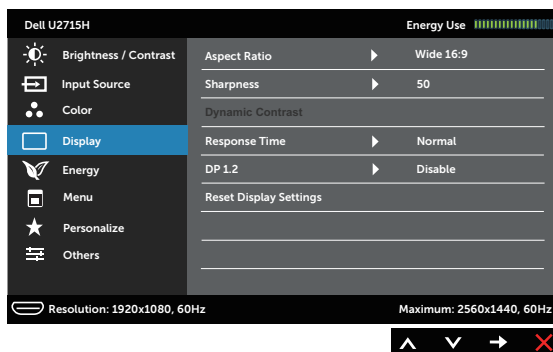 Dell U2715H Energy Use
Brightness / Contrast
Input Source
Color
Display
Energy
Menu
Personalize
Others
Aspect Ratio Wide 16:9
Sharpness 50
Dynamic Contrast
Response Time Normal
DP 1.2 Disable
Reset Display Settings
Resolution: 1920x1080, 60Hz Maximum: 2560x1440, 60Hz